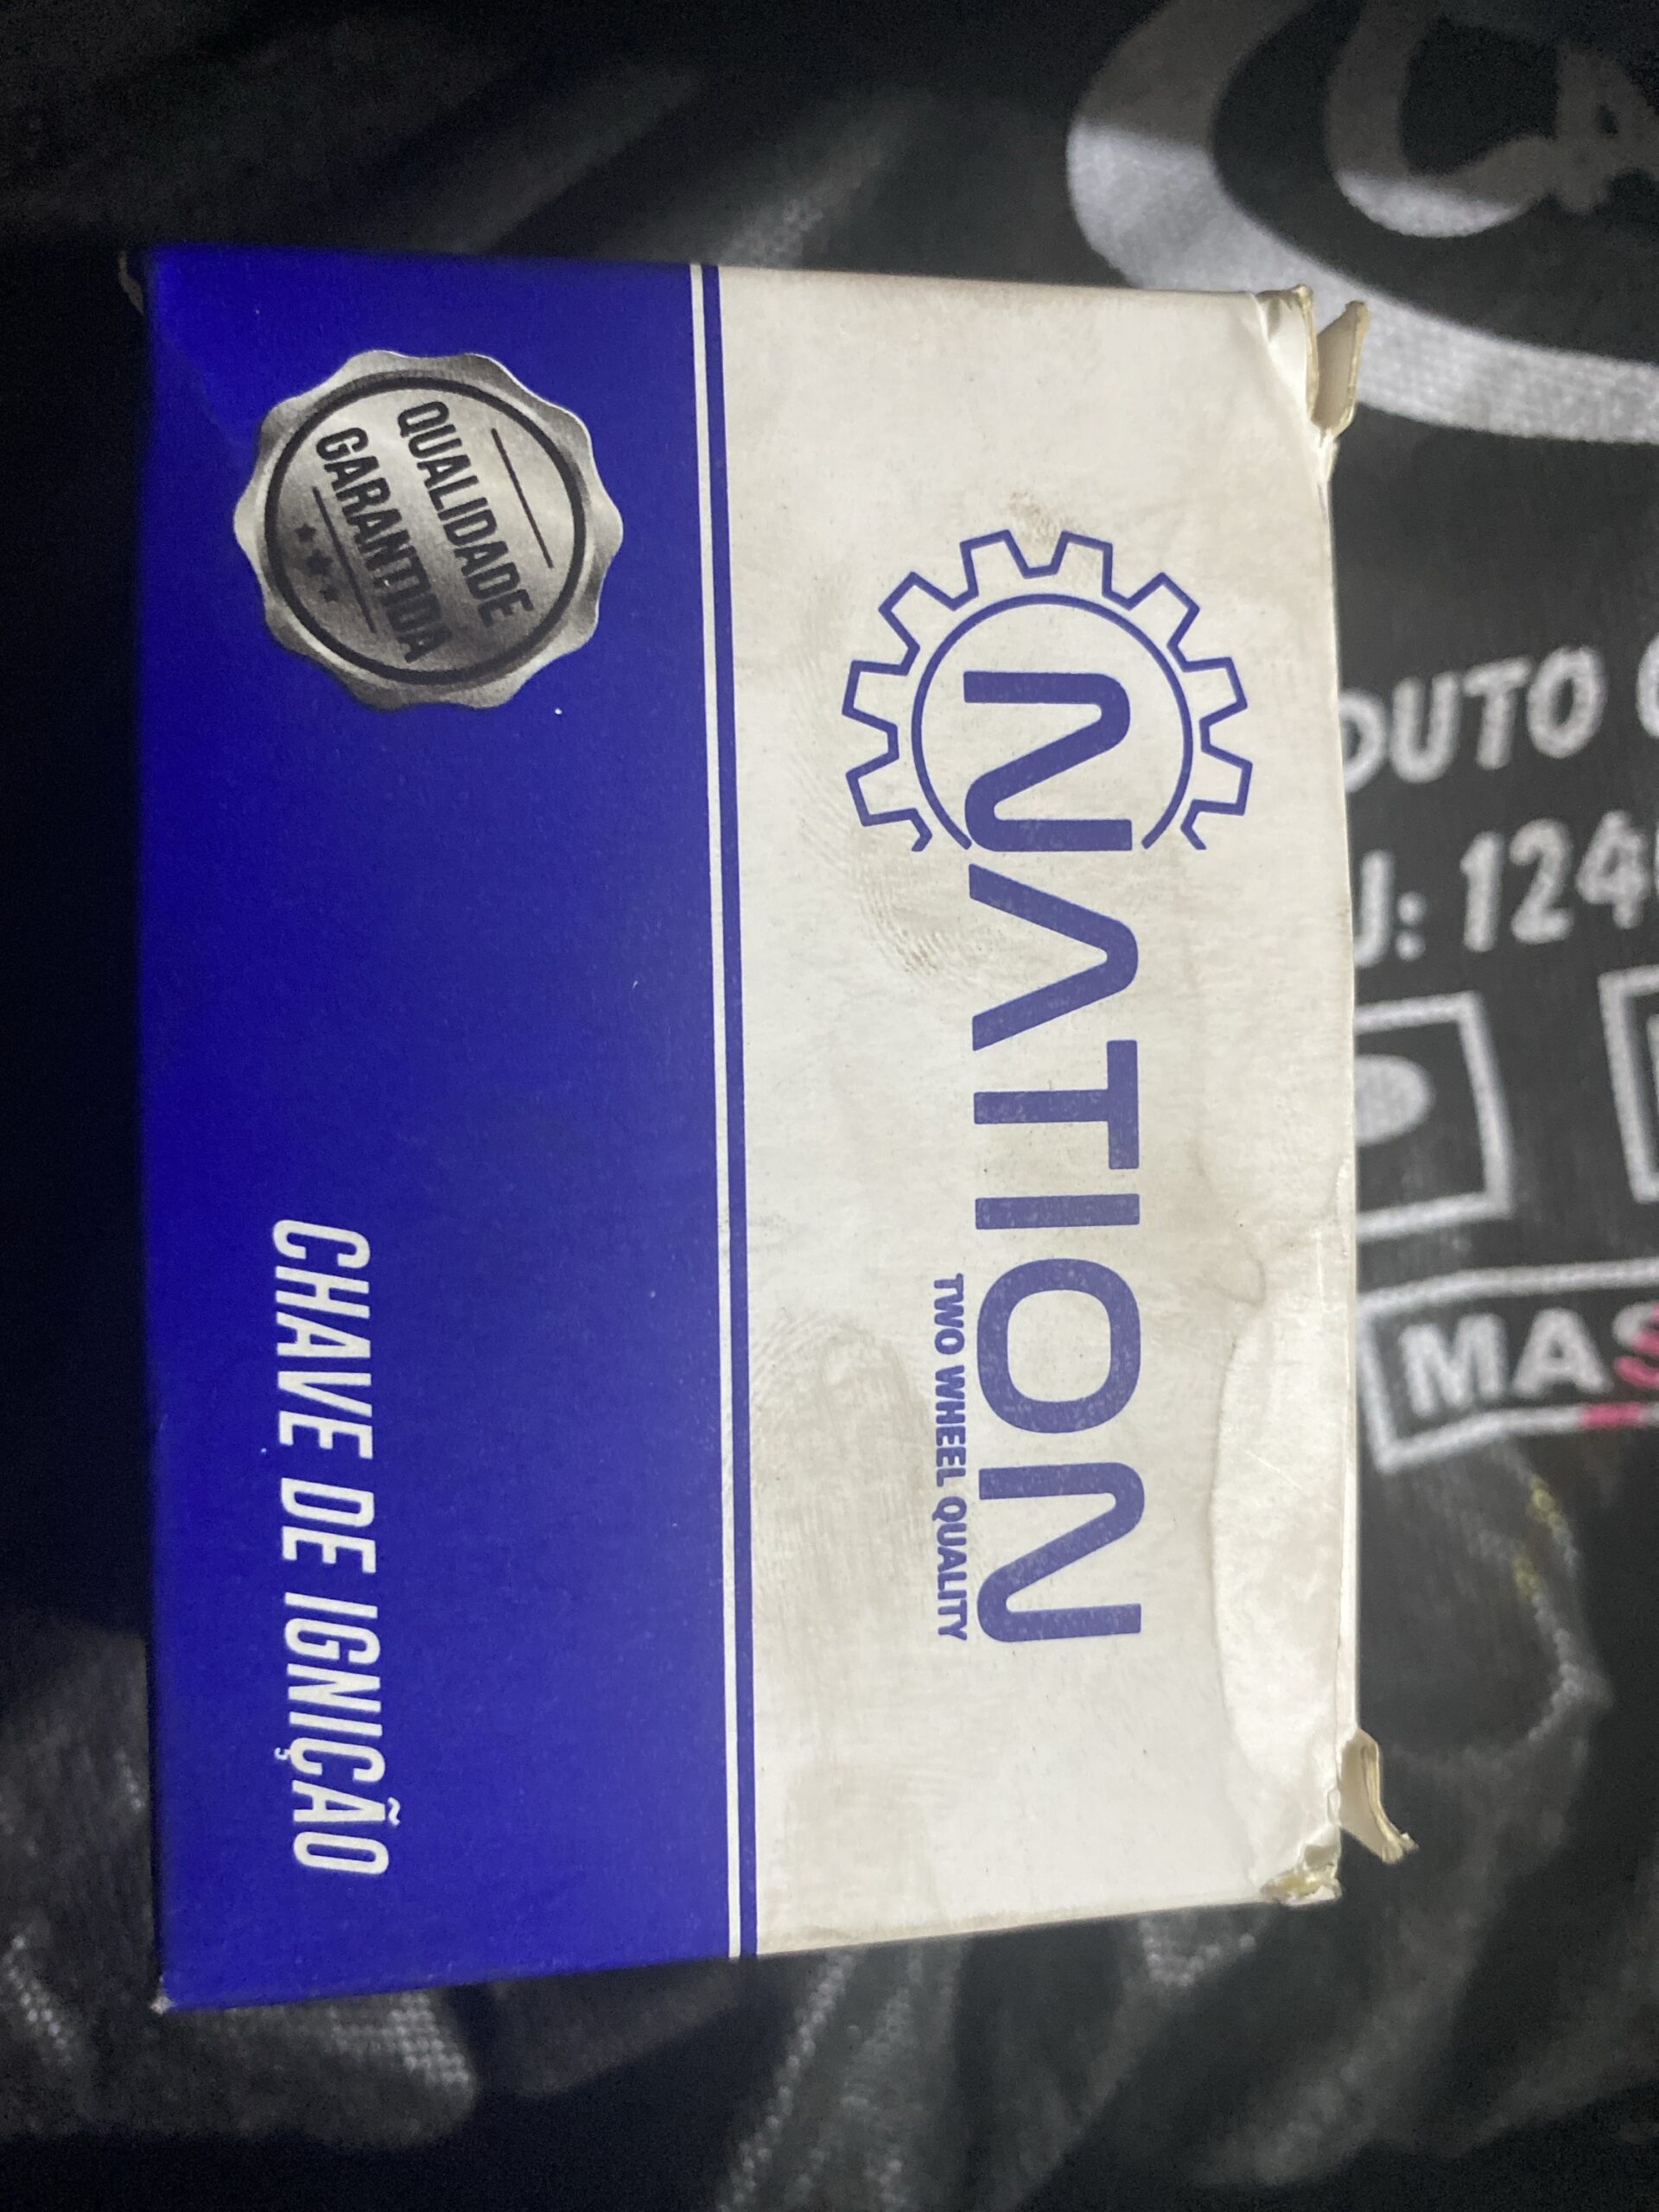 NATION
TWO WHEEL QUALITY
QUALIDADE
GARANTIDA
CHAVE DE IGNIÇÃO